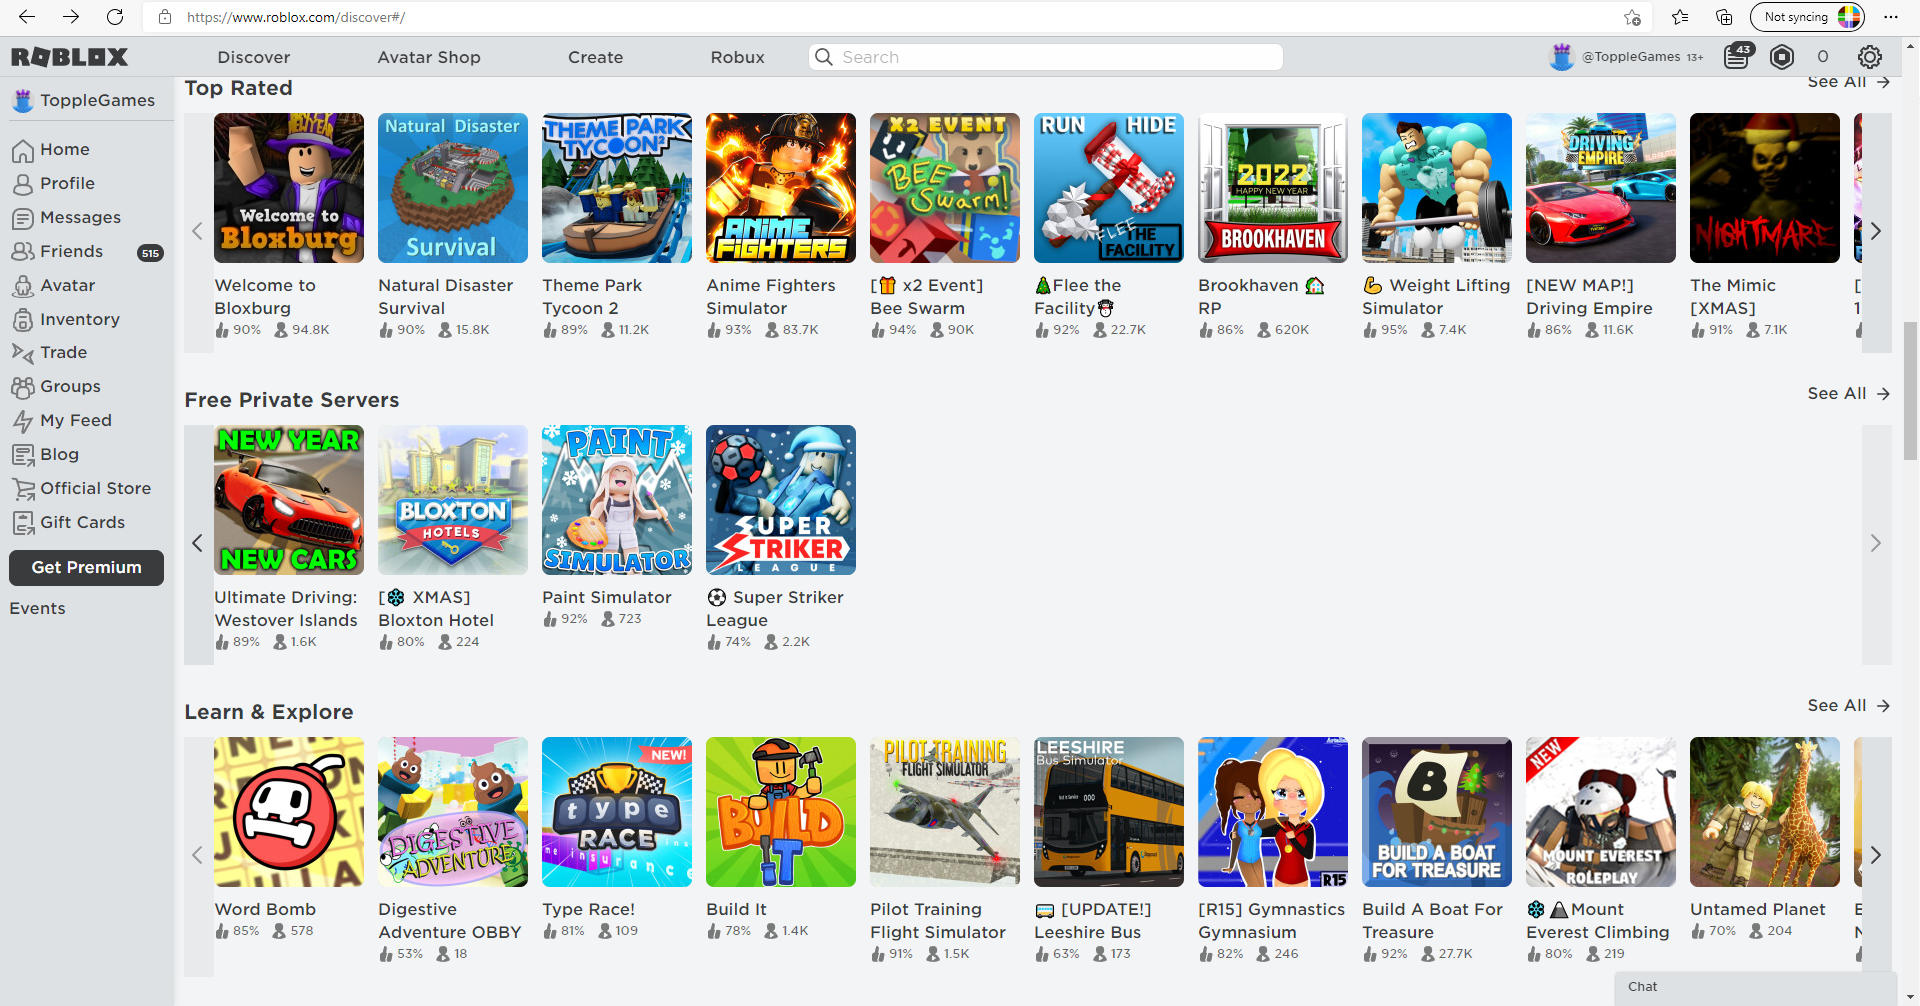 https://www.roblox.com/discover#/
Not syncing
ROBLOX
Discover
Avatar Shop
Create
Robux
Search
@ToppleGames 13+
43
0
ToppleGames
Home
Profile
Messages
Friends
515
Avatar
Inventory
Trade
Groups
My Feed
Blog
Official Store
Gift Cards
Get Premium
Events
Top Rated
See All
Welcome to
Bloxburg
Natural Disaster
Survival
THEME PARK
TYCOON 2
ANIME
FIGHTERS
X2 EVENT
BEE
SWARM!
RUN HIDE
FLEE
THE
FACILITY
2022
HAPPY NEW YEAR
BROOKHAVEN
DRIVING
EMPIRE
NIGHTMARE
Welcome to
Bloxburg
90% 94.8K
Natural Disaster
Survival
90% 15.8K
Theme Park
Tycoon 2
89% 11.2K
Anime Fighters
Simulator
93% 83.7K
[🎁 x2 Event]
Bee Swarm
94% 90K
🎄Flee the
Facility⛄
92% 22.7K
Brookhaven 🏡
RP
86% 620K
💪 Weight Lifting
Simulator
95% 7.4K
[NEW MAP!]
Driving Empire
86% 11.6K
The Mimic
[XMAS]
91% 7.1K
Free Private Servers
See All
NEW YEAR
NEW CARS
BLOXTON
HOTELS
PAINT
SIMULATOR
SUPER
STRIKER
LEAGUE
Ultimate Driving:
Westover Islands
89% 1.6K
[❄ XMAS]
Bloxton Hotel
80% 224
Paint Simulator
92% 723
⚽ Super Striker
League
74% 2.2K
Learn & Explore
See All
DIGESTIVE
ADVENTURE
NEW!
type
RACE
BUILD
IT
PILOT TRAINING
FLIGHT SIMULATOR
LEESHIRE
Bus Simulator
000
R15
B
BUILD A BOAT
FOR TREASURE
NEW
MOUNT EVEREST
ROLEPLAY
Word Bomb
85% 578
Digestive
Adventure OBBY
53% 18
Type Race!
81% 109
Build It
78% 1.4K
Pilot Training
Flight Simulator
91% 1.5K
🚌 [UPDATE!]
Leeshire Bus
63% 173
[R15] Gymnastics
Gymnasium
82% 246
Build A Boat For
Treasure
92% 27.7K
❄🏔Mount
Everest Climbing
80% 219
Untamed Planet
70% 204
Chat